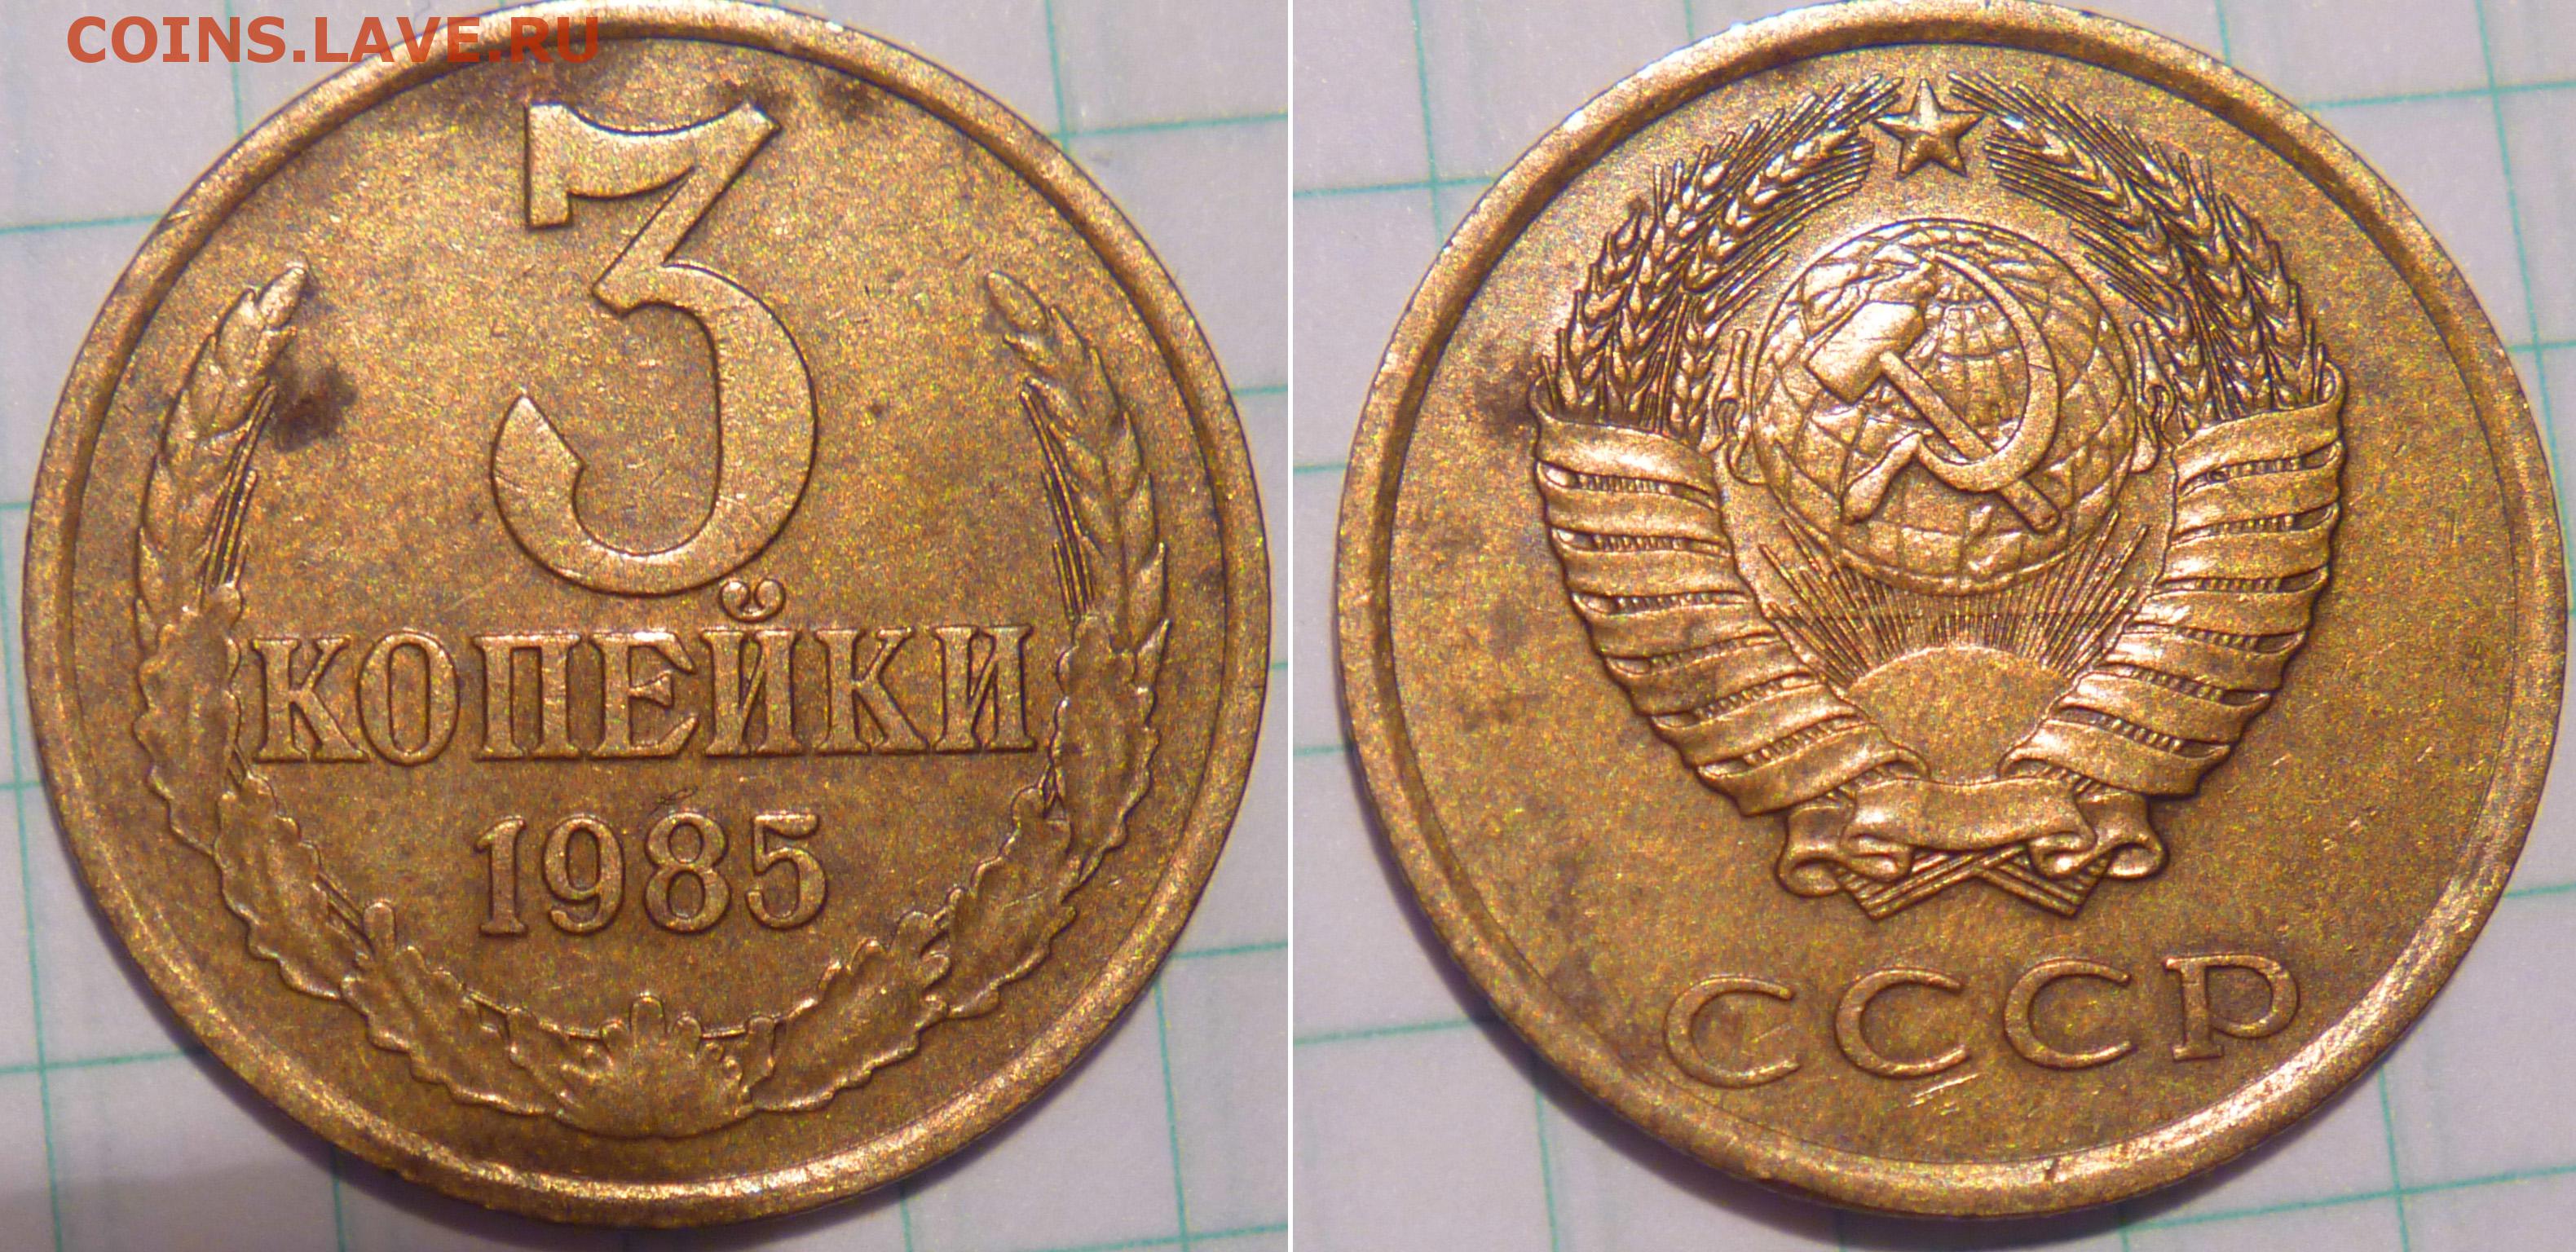 COINS.LAVE.RU
3
КОПЕЙКИ
1985
СССР